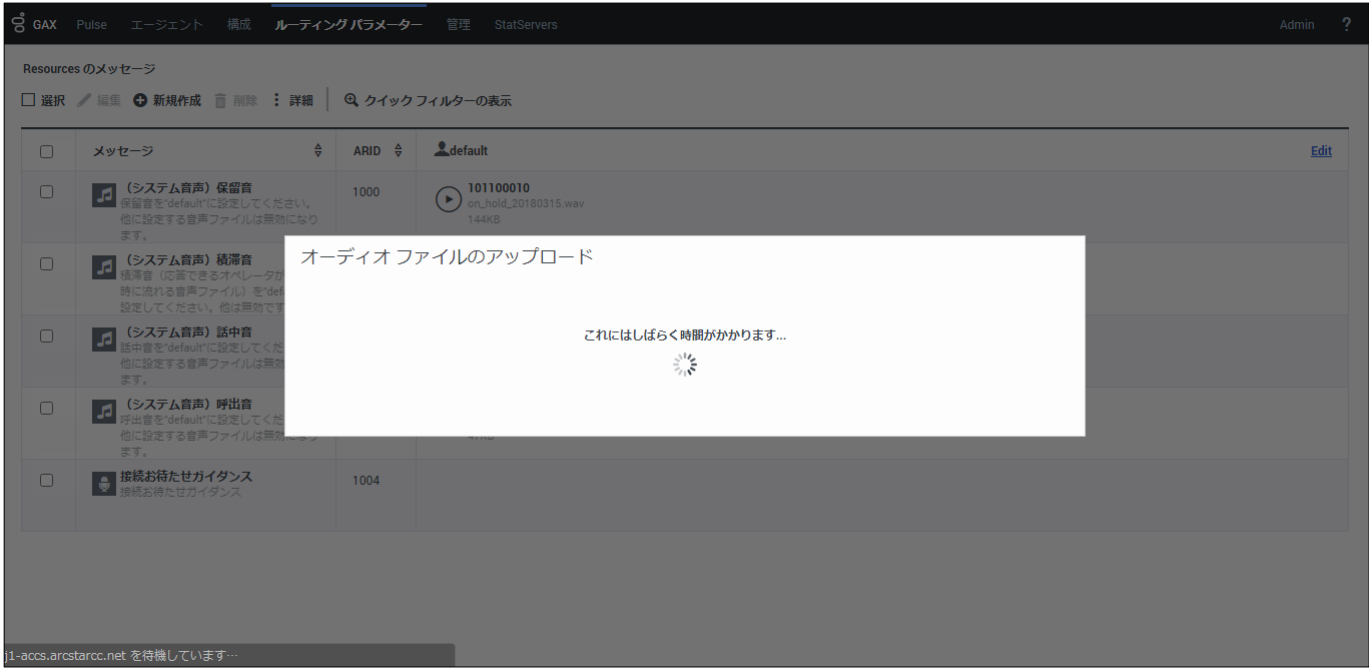 GAX Pulse エージェント 構成 ルーティング パラメーター 管理 StatServers Admin ?
Resources のメッセージ
選択 編集 新規作成 削除 詳細 クイック フィルターの表示
メッセージ ARID default Edit
（システム音声）保留音 1000 101100010
保留音を"default"に設定してください。 on_hold_20180315.wav
他に設定する音声ファイルは無効になり 144KB
ます。
オーディオ ファイルのアップロード
（システム音声）積滞音
積滞音（応答できるオペレータが
時に流れる音声ファイル）を"def
設定してください。他は無効です
（システム音声）話中音
これにはしばらく時間がかかります...
話中音を"default"に設定してくだ
他に設定する音声ファイルは無効
ます。
（システム音声）呼出音
呼出音を"default"に設定してくだ
他に設定する音声ファイルは無効になり
47KB
ます。
接続お待たせガイダンス 1004
接続お待たせガイダンス
j1-accs.arcstarcc.net を待機しています…